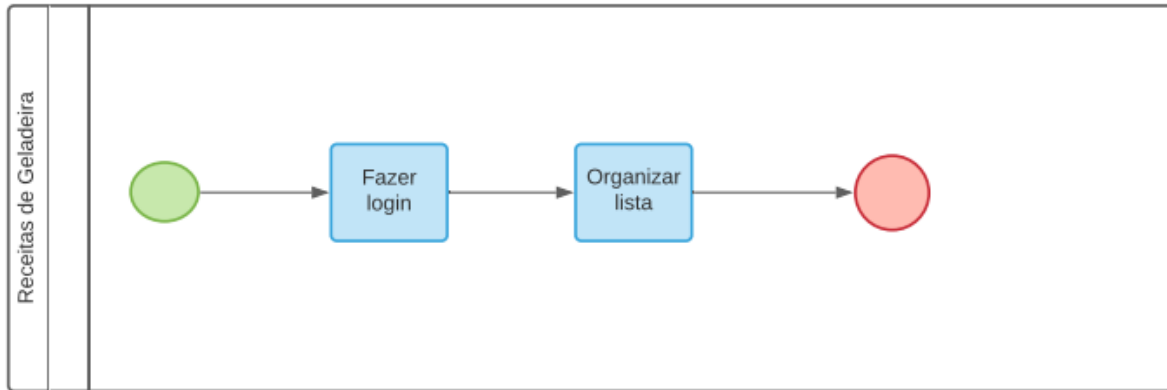 Receitas de Geladeira
Fazer
login
Organizar
lista